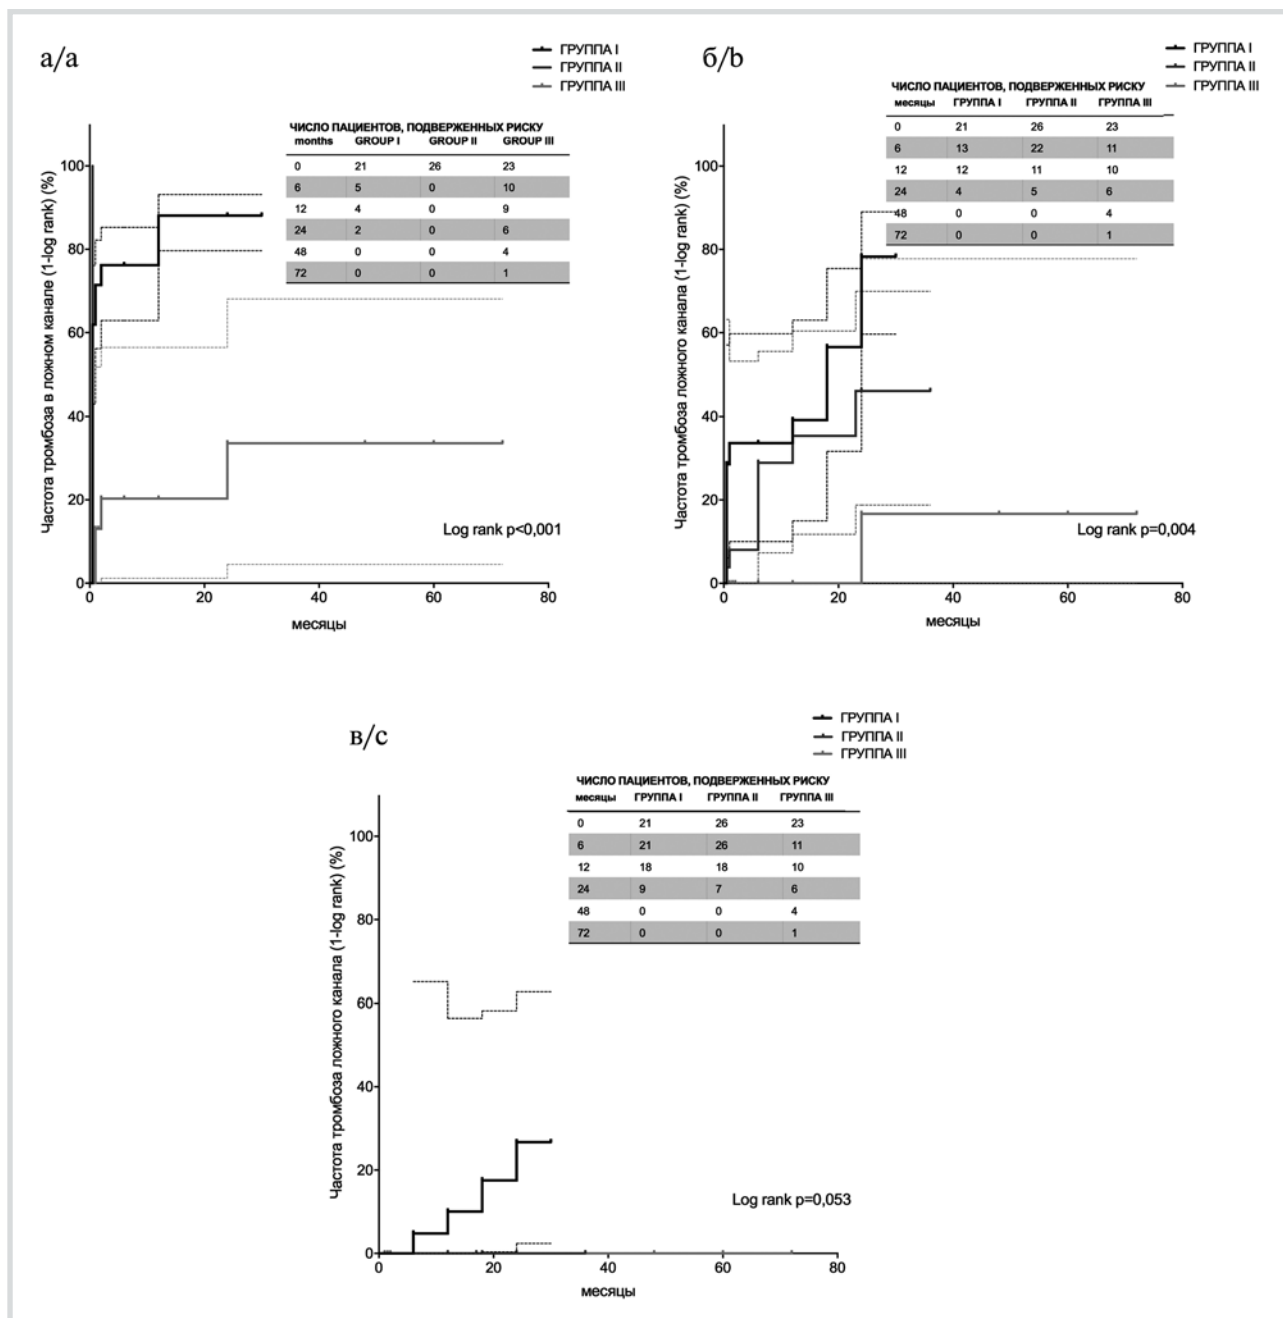 а/a
ГРУППА I
ГРУППА II
ГРУППА III
ЧИСЛО ПАЦИЕНТОВ, ПОДВЕРЖЕННЫХ РИСКУ
months GROUP I GROUP II GROUP III
0 21 26 23
6 5 0 10
12 4 0 9
24 2 0 6
48 0 0 4
72 0 0 1
Частота тромбоза в ложном канале (1-log rank) (%)
100
80
60
40
20
0
Log rank p<0,001
0 20 40 60 80
месяцы
б/b
ГРУППА I
ГРУППА II
ГРУППА III
ЧИСЛО ПАЦИЕНТОВ, ПОДВЕРЖЕННЫХ РИСКУ
месяцы ГРУППА I ГРУППА II ГРУППА III
0 21 26 23
6 13 22 11
12 12 11 10
24 4 5 6
48 0 0 4
72 0 0 1
Частота тромбоза ложного канала (1-log rank) (%)
100
80
60
40
20
0
Log rank p=0,004
0 20 40 60 80
месяцы
в/c
ГРУППА I
ГРУППА II
ГРУППА III
ЧИСЛО ПАЦИЕНТОВ, ПОДВЕРЖЕННЫХ РИСКУ
месяцы ГРУППА I ГРУППА II ГРУППА III
0 21 26 23
6 21 26 11
12 18 18 10
24 9 7 6
48 0 0 4
72 0 0 1
Частота тромбоза ложного канала (1-log rank) (%)
100
80
60
40
20
0
Log rank p=0,053
0 20 40 60 80
месяцы